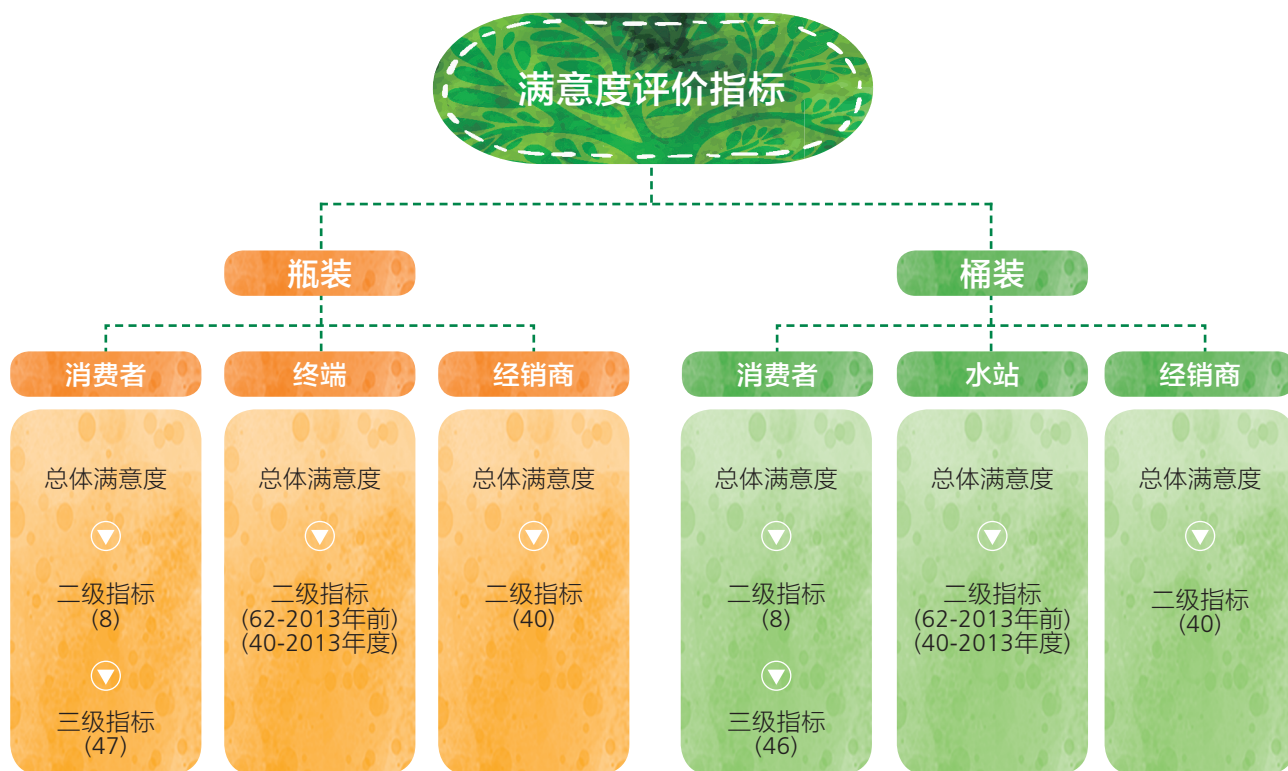 满意度评价指标
瓶装
桶装
消费者
终端
经销商
消费者
水站
经销商
总体满意度
二级指标
(8)
三级指标
(47)
总体满意度
二级指标
(62-2013年前)
(40-2013年度)
总体满意度
二级指标
(40)
总体满意度
二级指标
(8)
三级指标
(46)
总体满意度
二级指标
(62-2013年前)
(40-2013年度)
总体满意度
二级指标
(40)